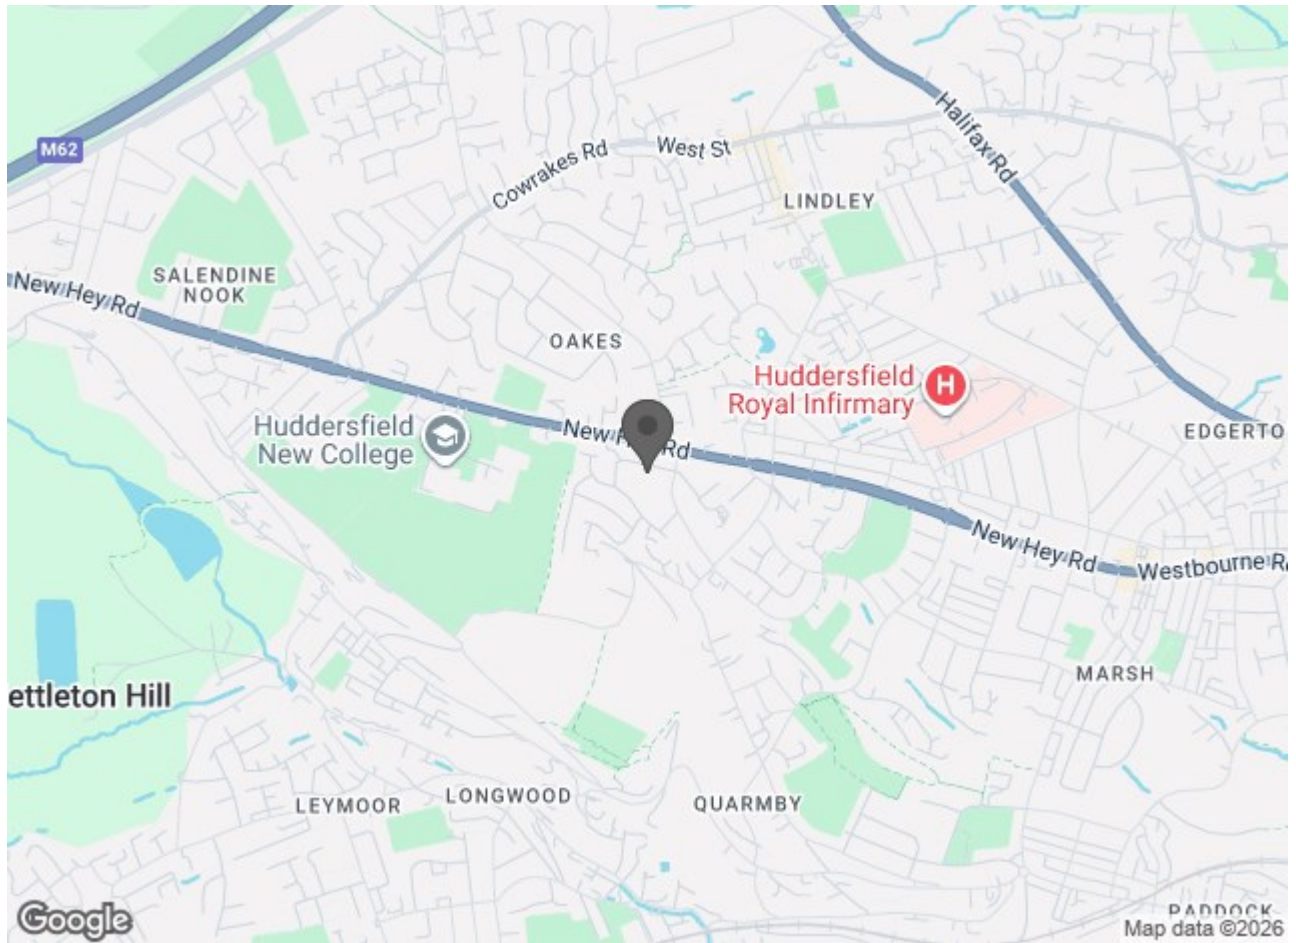 M62
Cowrakes Rd
West St
Halifax Rd
LINDLEY
SALENDINE
NOOK
New Hey Rd
OAKES
Huddersfield
Royal Infirmary
H
Huddersfield
New College
New H Rd
EDGERTO
New Hey Rd
Westbourne R
ettleton Hill
MARSH
LEYMOOR
LONGWOOD
QUARMBY
PADDOCK
Google
Map data ©2026